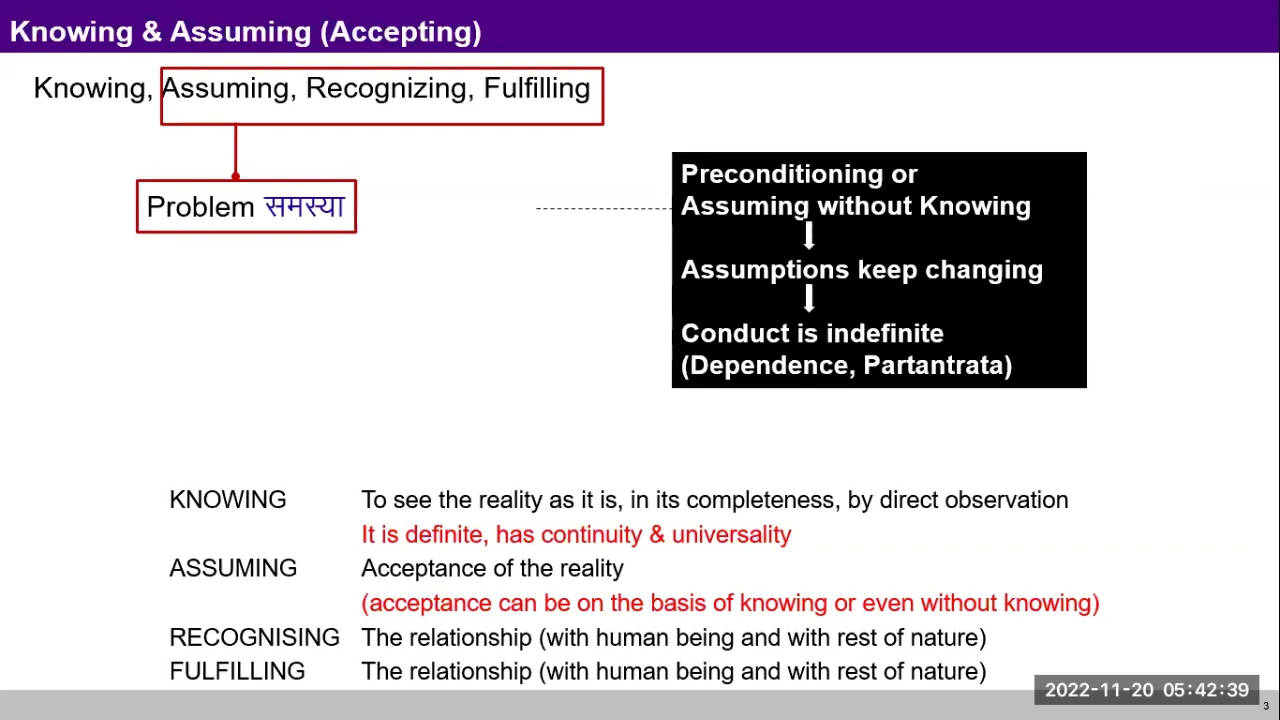 Knowing & Assuming (Accepting)
Knowing, Assuming, Recognizing, Fulfilling
Problem समस्या
Preconditioning or
Assuming without Knowing
Assumptions keep changing
Conduct is indefinite
(Dependence, Partantrata)
KNOWING To see the reality as it is, in its completeness, by direct observation
It is definite, has continuity & universality
ASSUMING Acceptance of the reality
(acceptance can be on the basis of knowing or even without knowing)
RECOGNISING The relationship (with human being and with rest of nature)
FULFILLING The relationship (with human being and with rest of nature)
2022-11-20 05:42:39
3